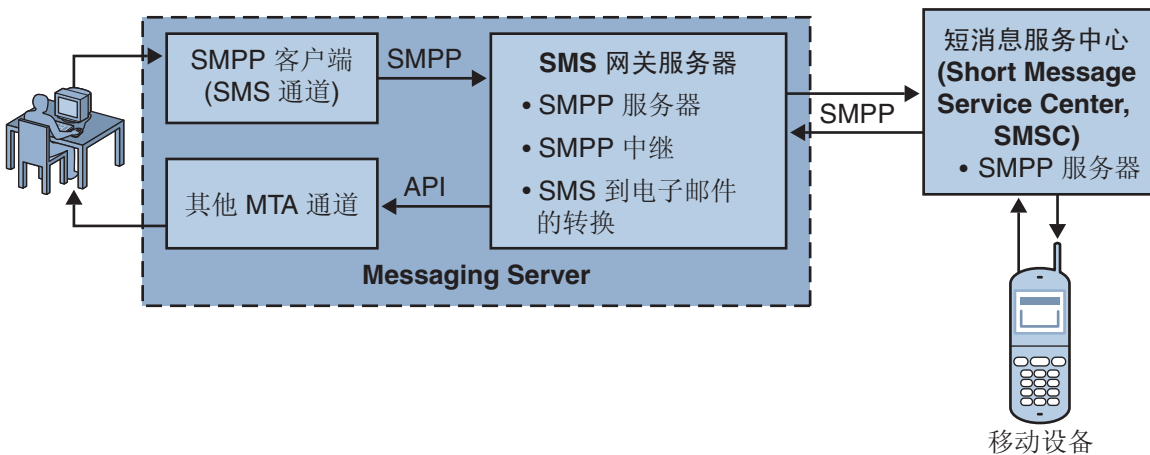 SMPP 客户端
(SMS 通道)
SMPP
SMS 网关服务器
• SMPP 服务器
• SMPP 中继
• SMS 到电子邮件
的转换
其他 MTA 通道
API
Messaging Server
SMPP
短消息服务中心
(Short Message
Service Center,
SMSC)
• SMPP 服务器
移动设备